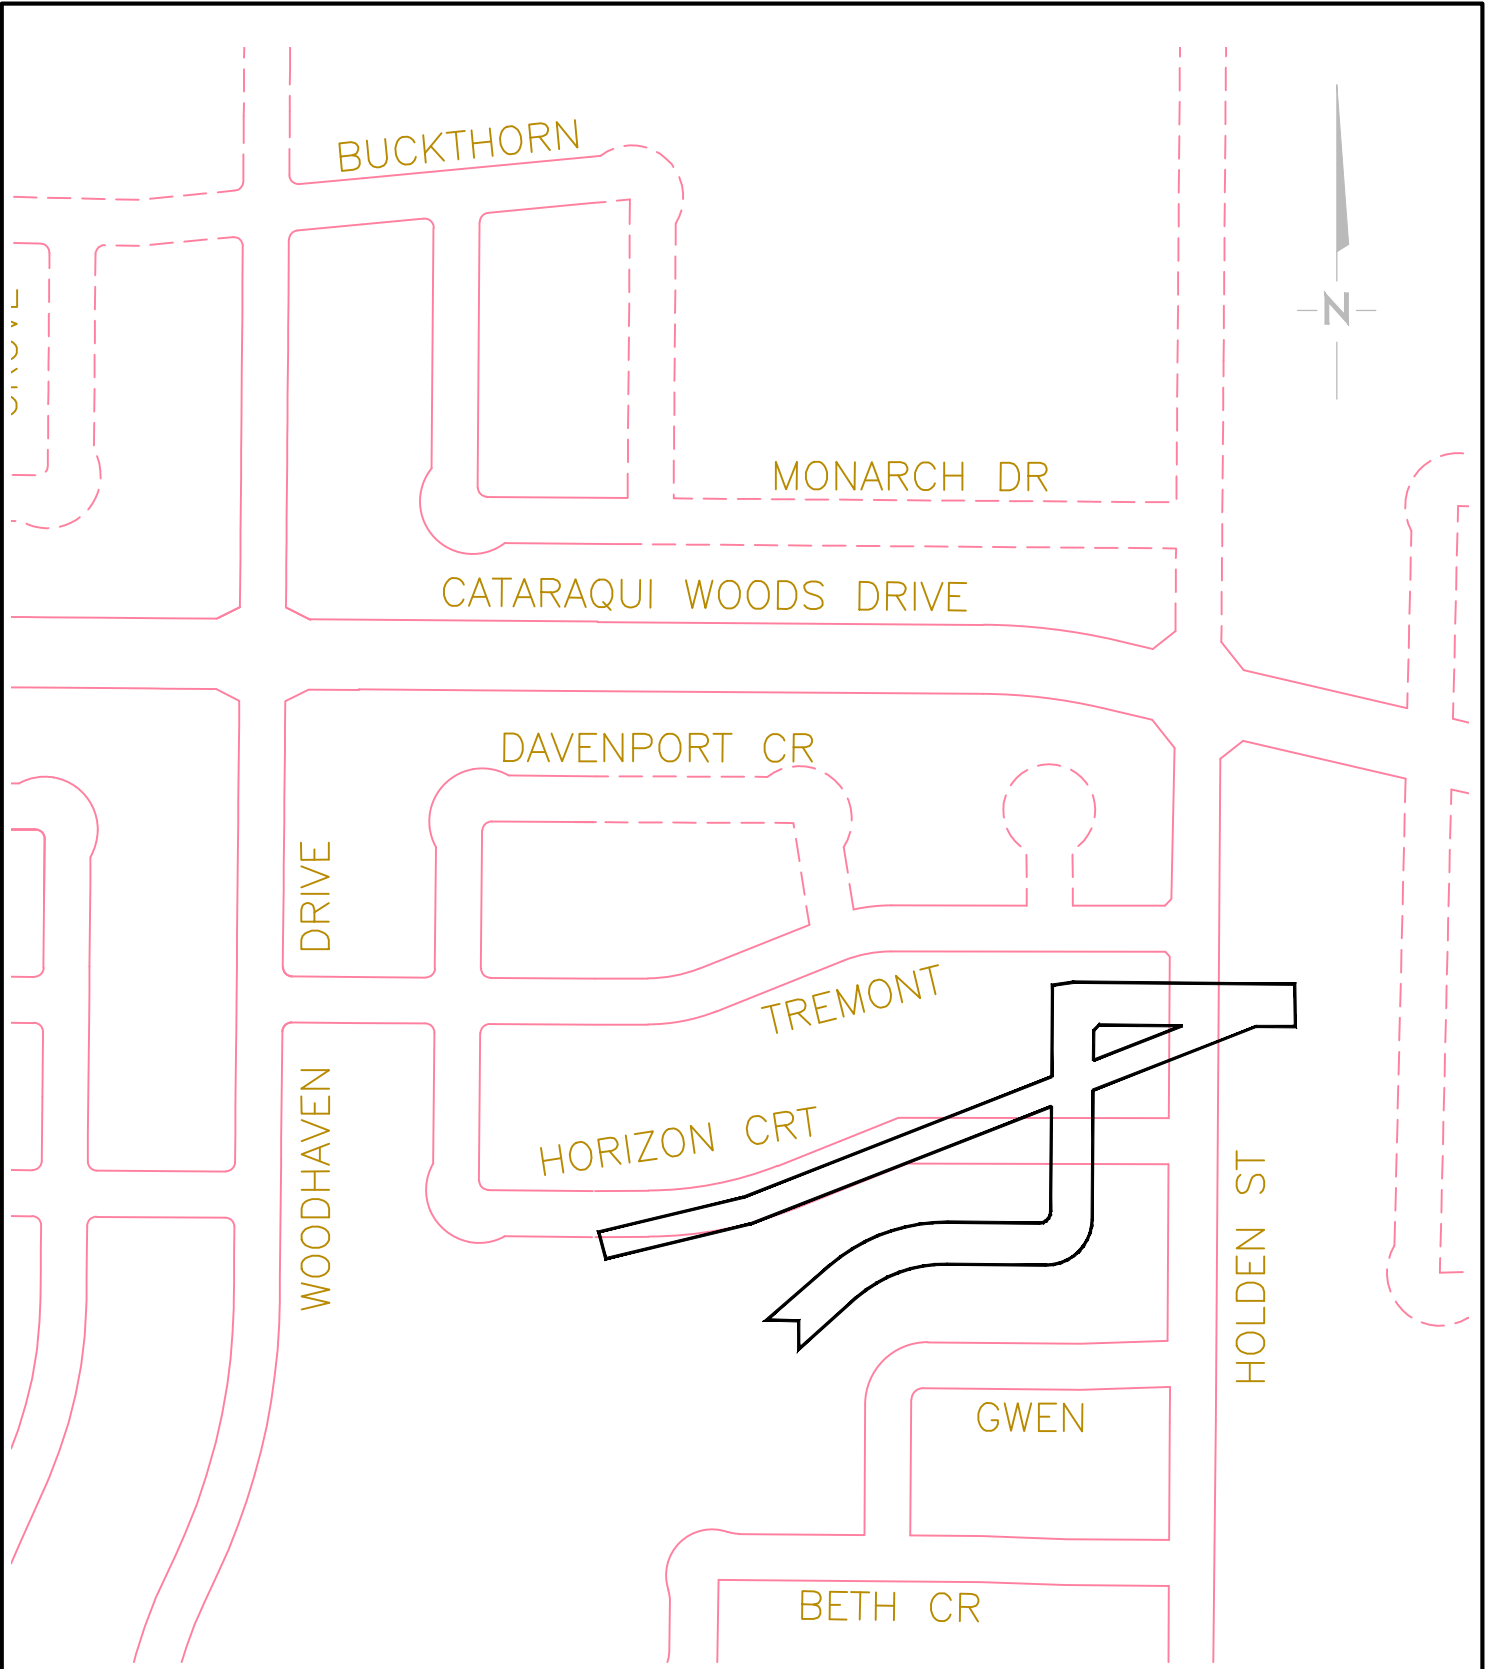 BUCKTHORN
N
MONARCH DR
CATARAQUI WOODS DRIVE
DAVENPORT CR
WOODHAVEN DRIVE
TREMONT
HORIZON CRT
HOLDEN ST
GWEN
BETH CR